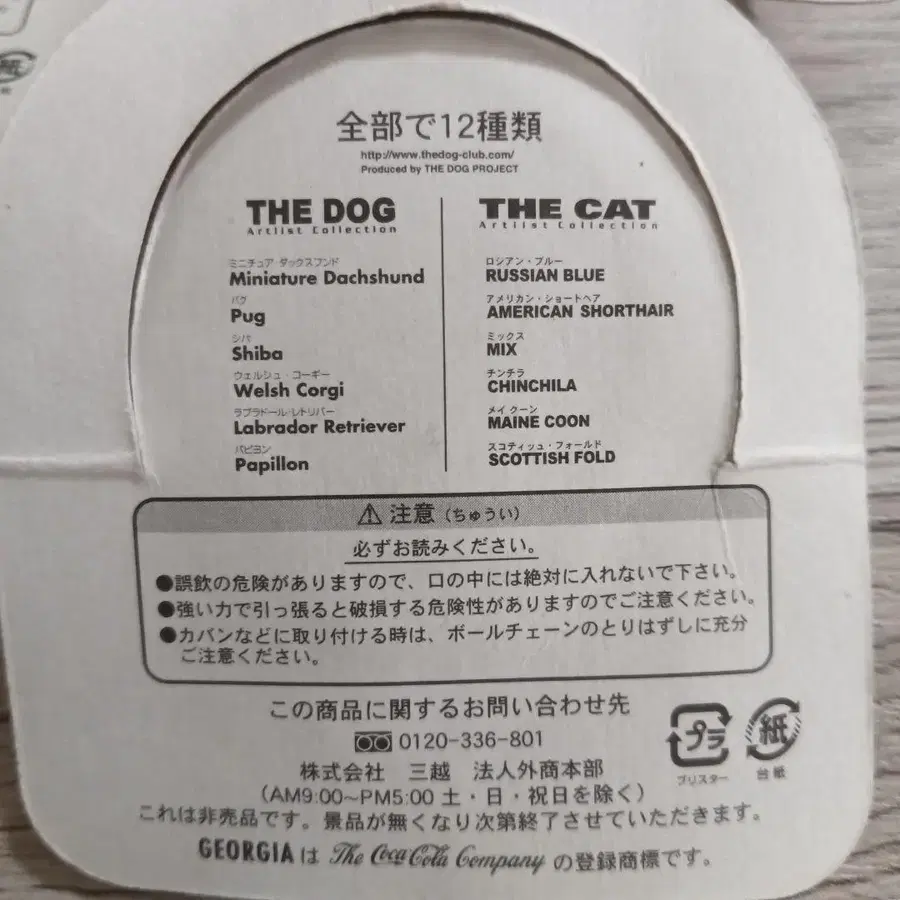 全部で12種類
http://www.thedog-club.com/
Produced by THE DOG PROJECT
THE DOG
Artlist Collection
ミニチュア・ダックスフンド
Miniature Dachshund
パグ
Pug
シバ
Shiba
ウェルシュ・コーギー
Welsh Corgi
ラブラドール・レトリバー
Labrador Retriever
パピヨン
Papillon
THE CAT
Artlist Collection
ロシアン・ブルー
RUSSIAN BLUE
アメリカン・ショートヘア
AMERICAN SHORTHAIR
ミックス
MIX
チンチラ
CHINCHILA
メイクーン
MAINE COON
スコティッシュ・フォールド
SCOTTISH FOLD
⚠ 注意（ちゅうい）
必ずお読みください。
●誤飲の危険がありますので、口の中には絶対に入れないで下さい。
●強い力で引っ張ると破損する危険性がありますのでご注意ください。
●カバンなどに取り付ける時は、ボールチェーンのとりはずしに充分
ご注意ください。
この商品に関するお問い合わせ先
0120-336-801
株式会社 三越 法人外商本部
（AM9:00〜PM5:00 土・日・祝日を除く）
プラ
ブリスター
紙
台紙
これは非売品です。景品が無くなり次第終了させていただきます。
GEORGIA は The Coca-Cola Company の登録商標です。
紙